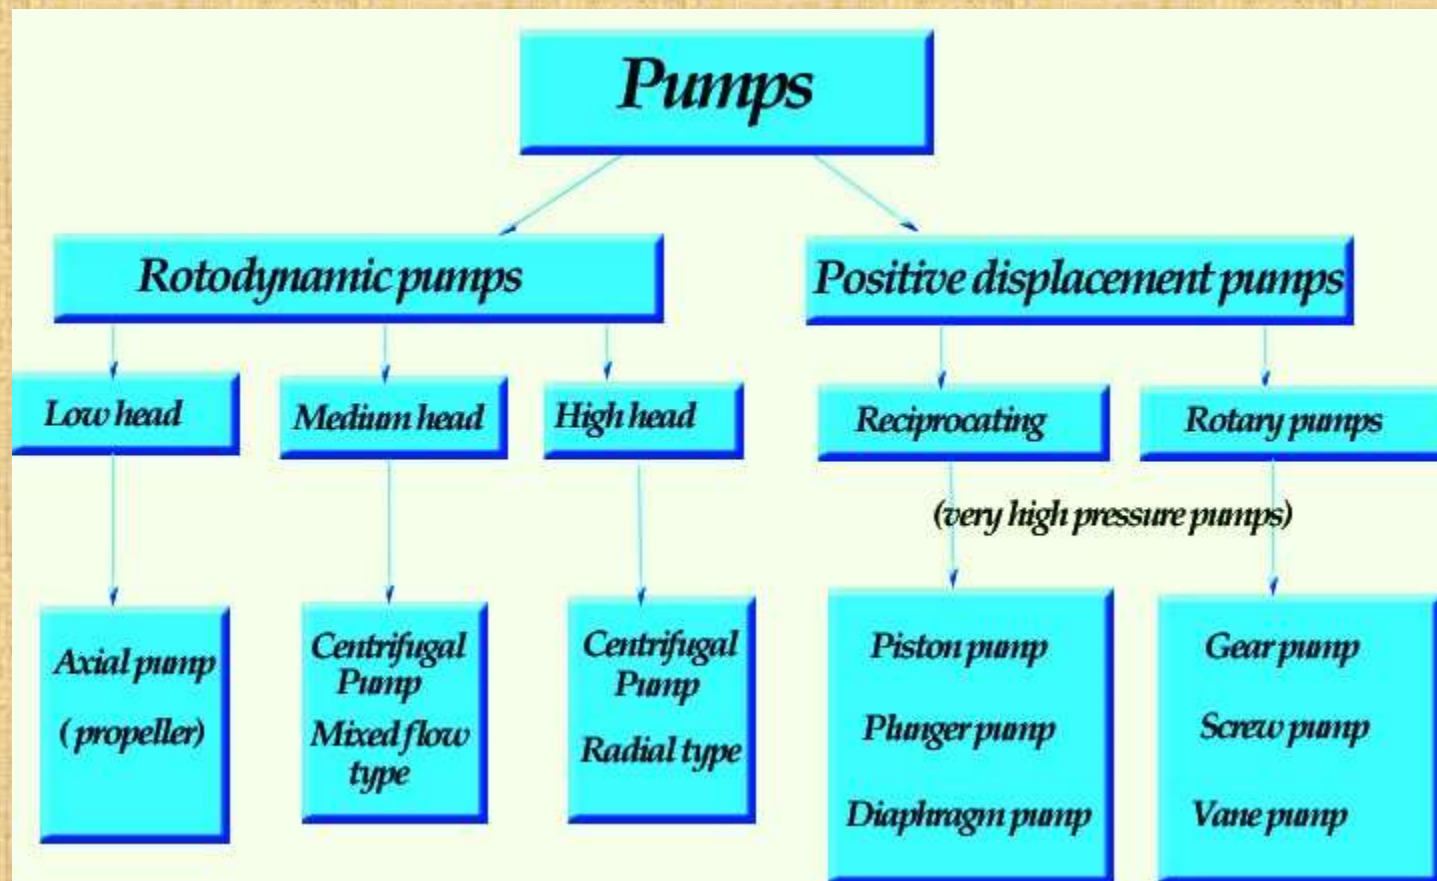 Pumps
Rotodynamic pumps
Positive displacement pumps
Low head
Medium head
High head
Reciprocating
Rotary pumps
(very high pressure pumps)
Axial pump
( propeller)
Centrifugal
Pump
Mixed flow
type
Centrifugal
Pump
Radial type
Piston pump
Plunger pump
Diaphragm pump
Gear pump
Screw pump
Vane pump